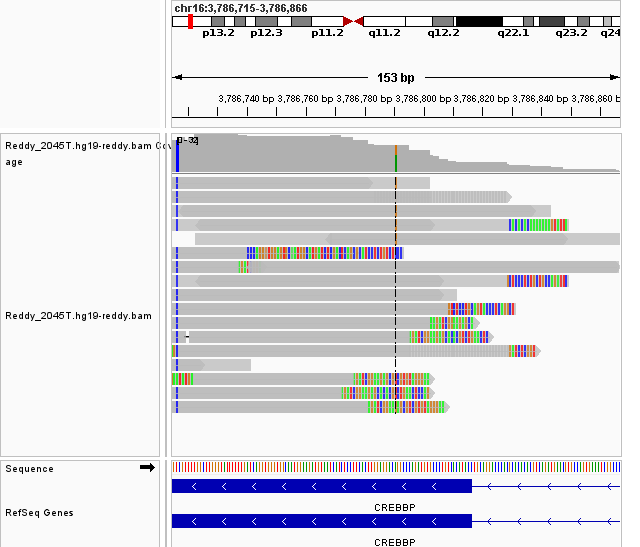 chr16:3,786,715-3,786,866
p13.2 p12.3 p11.2 q11.2 q12.2 q22.1 q23.2 q24
153 bp
3,786,740 bp 3,786,760 bp 3,786,780 bp 3,786,800 bp 3,786,820 bp 3,786,840 bp 3,786,860 b
Reddy_2045T.hg19-reddy.bam Cov
age
Reddy_2045T.hg19-reddy.bam
Sequence
CREBBP
RefSeq Genes
CREBBP